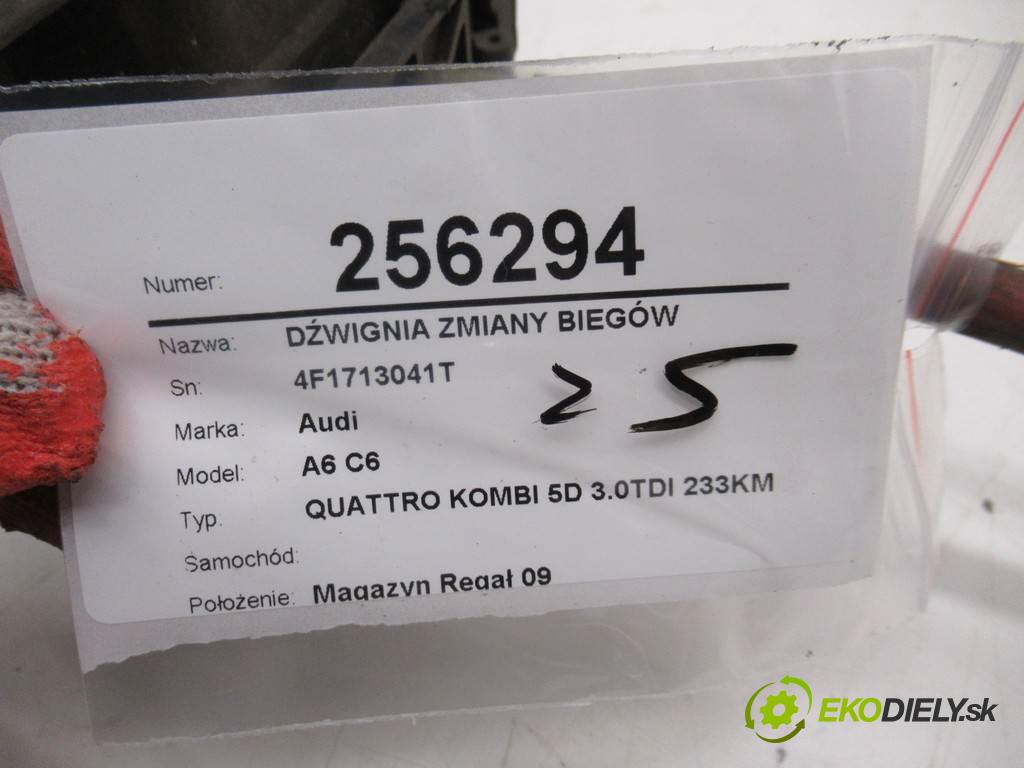 Numer: 256294
Nazwa: DŹWIGNIA ZMIANY BIEGÓW
Sn: 4F1713041T
25
Marka: Audi
Model: A6 C6
Typ. QUATTRO KOMBI 5D 3.0TDI 233KM
Samochód:
Położenie: Magazyn Regał 09
EKODIELY.sk